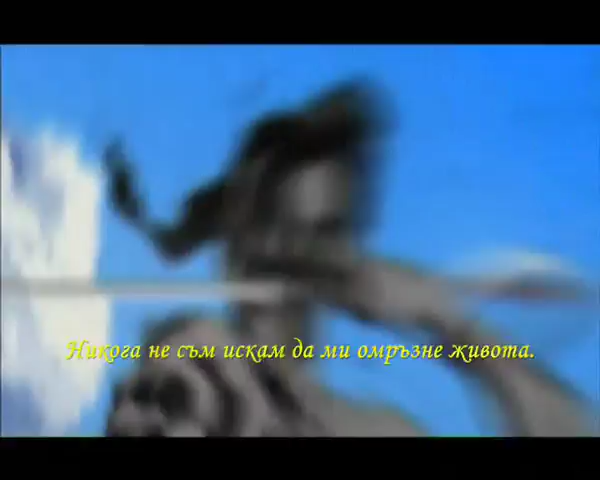 Никога не съм искам да ми омръзне живота.